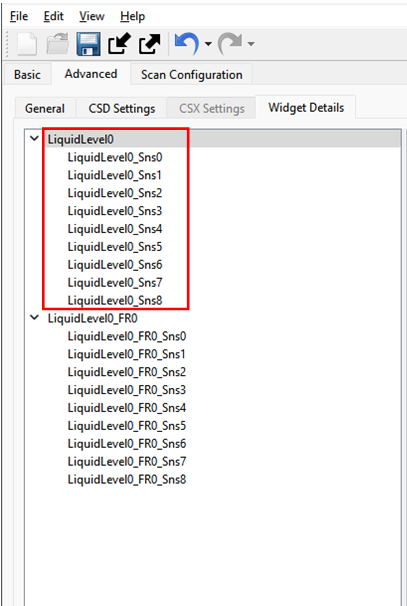 File Edit View Help
Basic Advanced Scan Configuration
General CSD Settings CSX Settings Widget Details
LiquidLevel0
LiquidLevel0_Sns0
LiquidLevel0_Sns1
LiquidLevel0_Sns2
LiquidLevel0_Sns3
LiquidLevel0_Sns4
LiquidLevel0_Sns5
LiquidLevel0_Sns6
LiquidLevel0_Sns7
LiquidLevel0_Sns8
LiquidLevel0_FR0
LiquidLevel0_FR0_Sns0
LiquidLevel0_FR0_Sns1
LiquidLevel0_FR0_Sns2
LiquidLevel0_FR0_Sns3
LiquidLevel0_FR0_Sns4
LiquidLevel0_FR0_Sns5
LiquidLevel0_FR0_Sns6
LiquidLevel0_FR0_Sns7
LiquidLevel0_FR0_Sns8